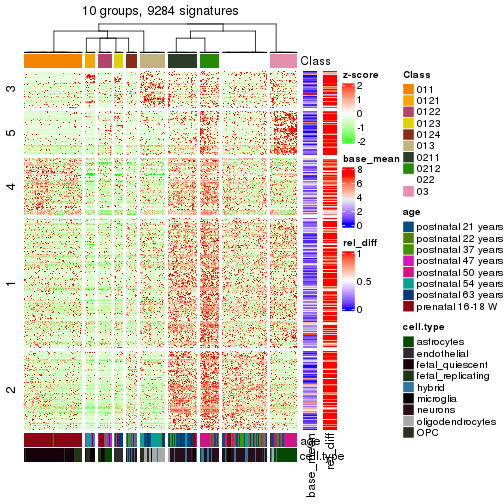 10 groups, 9284 signatures
Class
3
5
4
1
2
age
cell.type
base_mean
rel_diff
z-score
2
1
0
-1
-2
base_mean
8
6
4
2
0
rel_diff
1
0.5
0
Class
011
0121
0122
0123
0124
013
0211
0212
022
03
age
postnatal 21 years
postnatal 22 years
postnatal 37 years
postnatal 47 years
postnatal 50 years
postnatal 54 years
postnatal 63 years
prenatal 16-18 W
cell.type
astrocytes
endothelial
fetal_quiescent
fetal_replicating
hybrid
microglia
neurons
oligodendrocytes
OPC